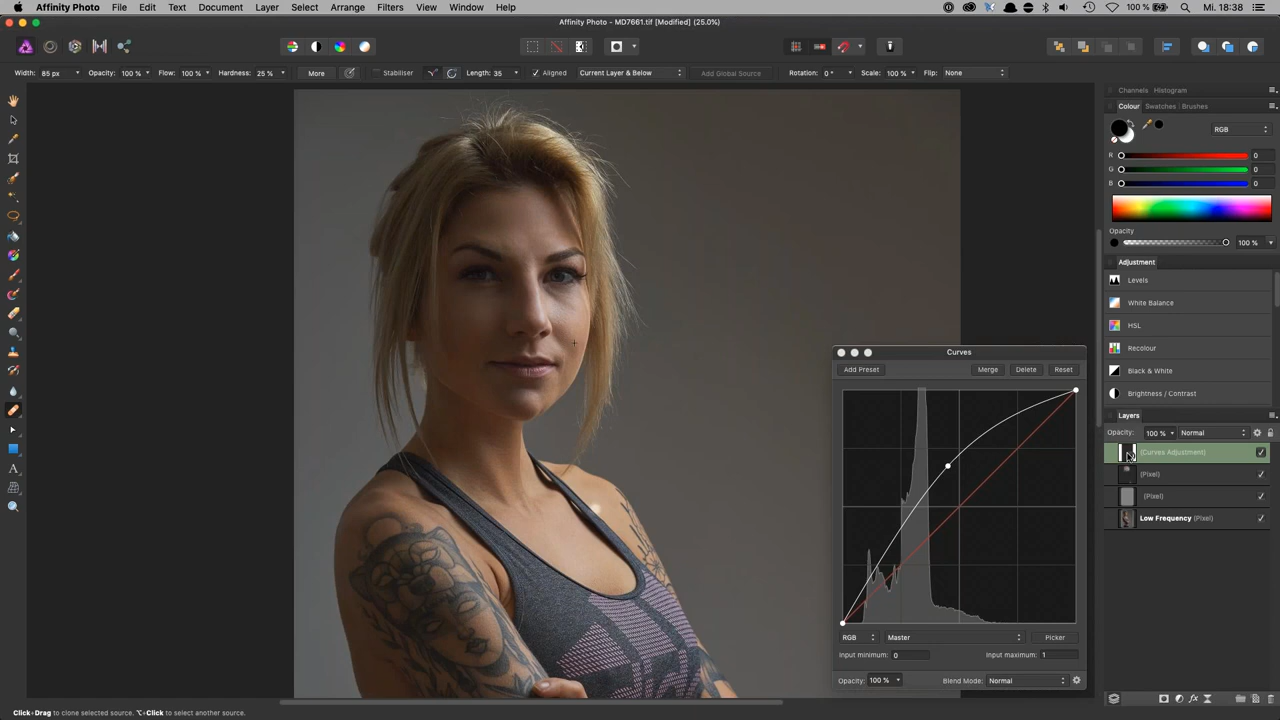 Affinity Photo File Edit Text Document Layer Select Arrange Filters View Window Help 100 % Mi. 18:38
Affinity Photo - MD7661.tif [Modified] (25.0%)
Width: 85 px Opacity: 100 % Flow: 100 % Hardness: 25 % More Stabiliser Length: 35 Aligned Current Layer & Below Add Global Source Rotation: 0° Scale: 100 % Flip: None
Channels Histogram
Colour Swatches Brushes
RGB
R 0
G 0
B 0
Opacity
100 %
Adjustment
Levels
White Balance
HSL
Recolour
Black & White
Brightness / Contrast
Layers
Opacity: 100 % Normal
(Curves Adjustment)
(Pixel)
(Pixel)
Low Frequency (Pixel)
Curves
Add Preset Merge Delete Reset
RGB Master Picker
Input minimum: 0 Input maximum: 1
Opacity: 100 % Blend Mode: Normal
Click+Drag to clone selected source. ⌥+Click to select another source.